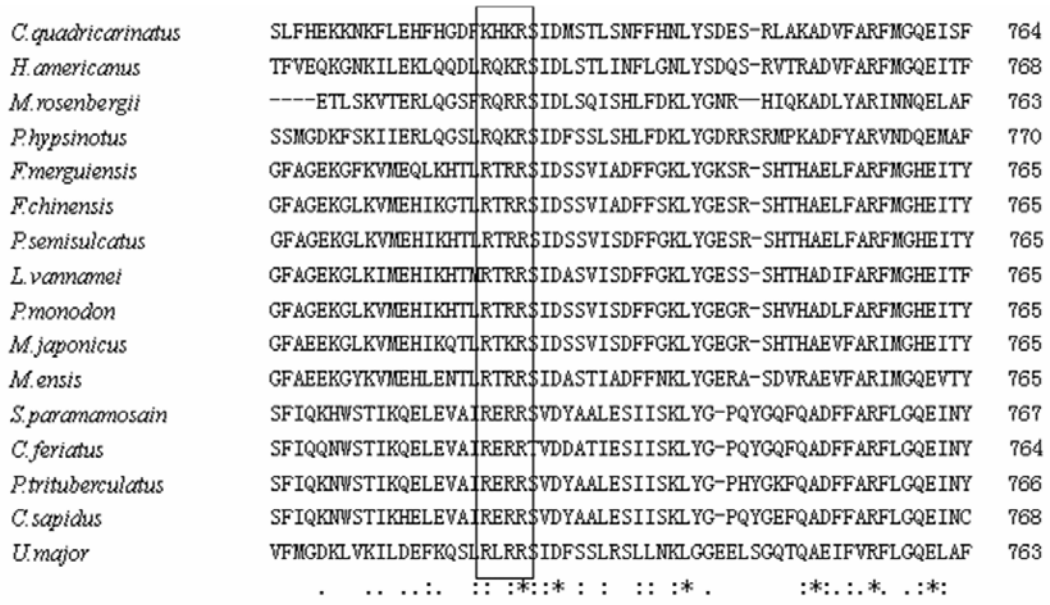 C.quadricarinatus SLFHEKKNKFLEHFHGDFKHKRSIDMSTLSNFFHNLYSDES-RLAKADVFARFMGQEISF 764
H.americanus TFVEQKGNKILEKLQQDLRQKRSIDLSTLINFLGNLYSDQS-RVTRADVFARFMGQEITF 768
M.rosenbergii ----ETLSKVTERLQGSFRQRRSIDLSQISHLFDKLYGNR--HIQKADLYARINNQELAF 763
P.hypsinotus SSMGDKFSKIIERLQGSLRQKRSIDFSSLSHLFDKLYGDRRSRMPKADFYARVNDQEMAF 770
F.merguiensis GFAGEKGFKVMEQLKHTLRTRRSIDSSVIADFFGKLYGKSR-SHTHAELFARFMGHEITY 765
F.chinensis GFAGEKGLKVMEHIKGTLRTRRSIDSSVIADFFSKLYGESR-SHTHAELFARFMGHEITY 765
P.semisulcatus GFAGEKGLKVMEHIKHTLRTRRSIDSSVISDFFGKLYGESR-SHTHAELFARFMGHEITY 765
L.vannamei GFAGEKGLKIMEHIKHTMRTRRSIDASVISDFFGKLYGESS-SHTHADIFARFMGHEITF 765
P.monodon GFAGEKGLKVMEHIKHTLRTRRSIDSSVISDFFGKLYGEGR-SHVHADLFARFMGHEITY 765
M.japonicus GFAEEKGLKVMEHIKQTLRTKRSIDSSVISDFFGKLYGEGR-SHTHAEVFARIMGHEITY 765
M.ensis GFAEEKGYKVMEHLENTLRTRRSIDASTIADFFNKLYGERA-SDVRAEVFARIMGQEVTY 765
S.paramamosain SFIQKHWSTIKQELEVAIRERRSVDYAALESIISKLYG-PQYGQFQADFFARFLGQEINY 767
C.feriatus SFIQQNWSTIKQELEVAIRERRTVDDATIESIISKLYG-PQYGQFQADFFARFLGQEINY 764
P.trituberculatus SFIQKNWSTIKQELEVAIRERRSVDYAALESIISKLYG-PHYGKFQADFFARFLGQEINY 766
C.sapidus SFIQKNWSTIKHELEVAIRERRSVDYAALESIISKLYG-PQYGEFQADFFARFLGQEINC 768
U.major VFMGDKLVKILDEFKQSLRLRRSIDFSSLRSLLNKLGGEELSGQTQAEIFVRFLGQELAF 763
. .. ..:. :: :*::* : : :: :* . :*:.:.*. .:*: